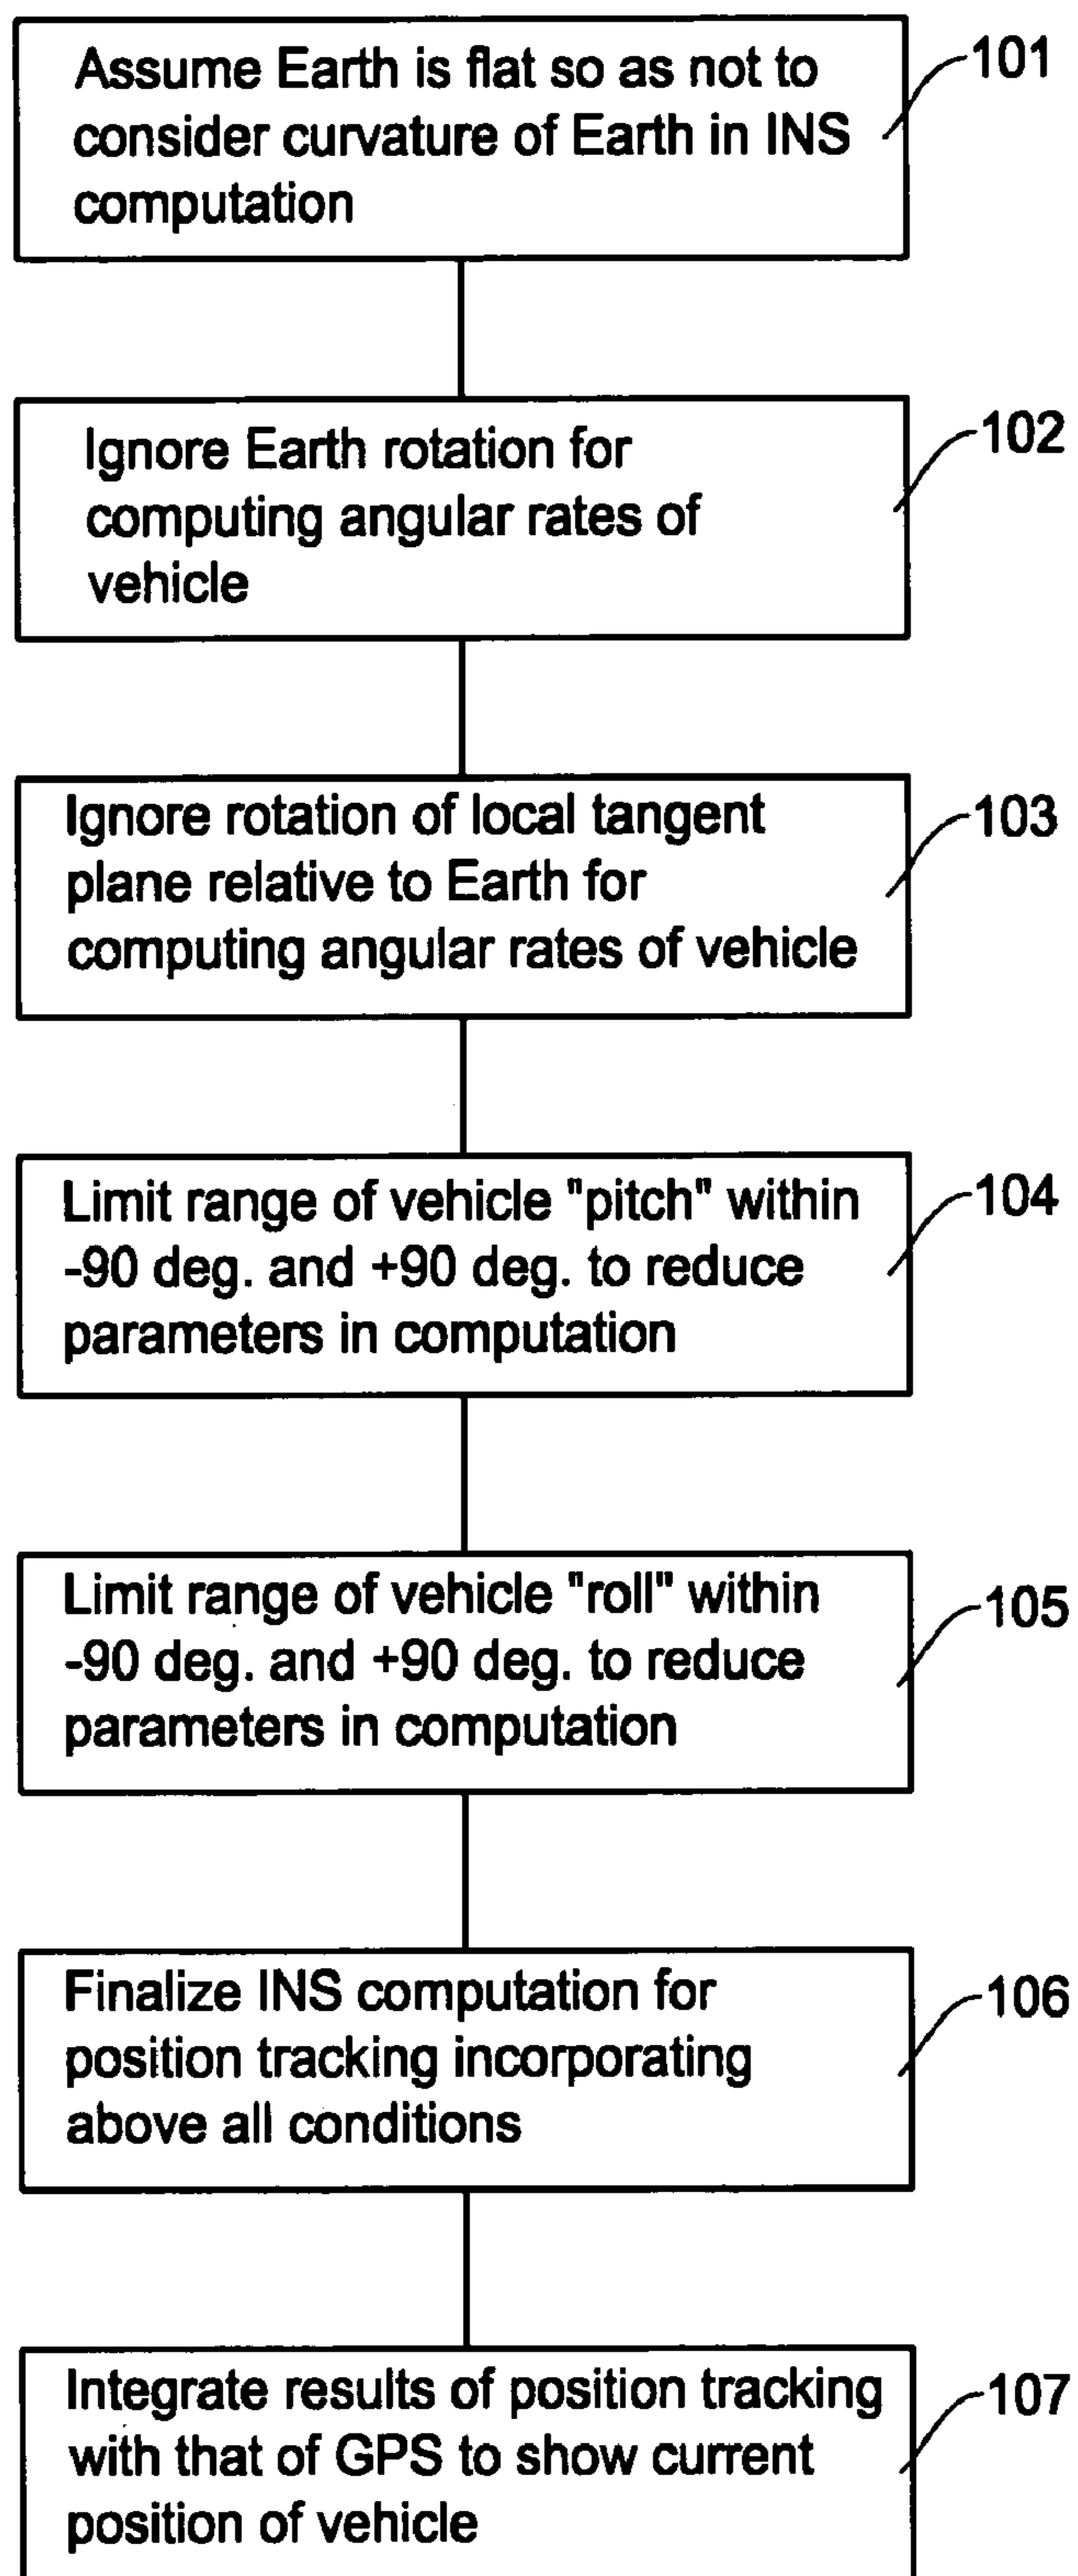 Assume Earth is flat so as not to
consider curvature of Earth in INS
computation
101
Ignore Earth rotation for
computing angular rates of
vehicle
102
Ignore rotation of local tangent
plane relative to Earth for
computing angular rates of vehicle
103
Limit range of vehicle "pitch" within
-90 deg. and +90 deg. to reduce
parameters in computation
104
Limit range of vehicle "roll" within
-90 deg. and +90 deg. to reduce
parameters in computation
105
Finalize INS computation for
position tracking incorporating
above all conditions
106
Integrate results of position tracking
with that of GPS to show current
position of vehicle
107